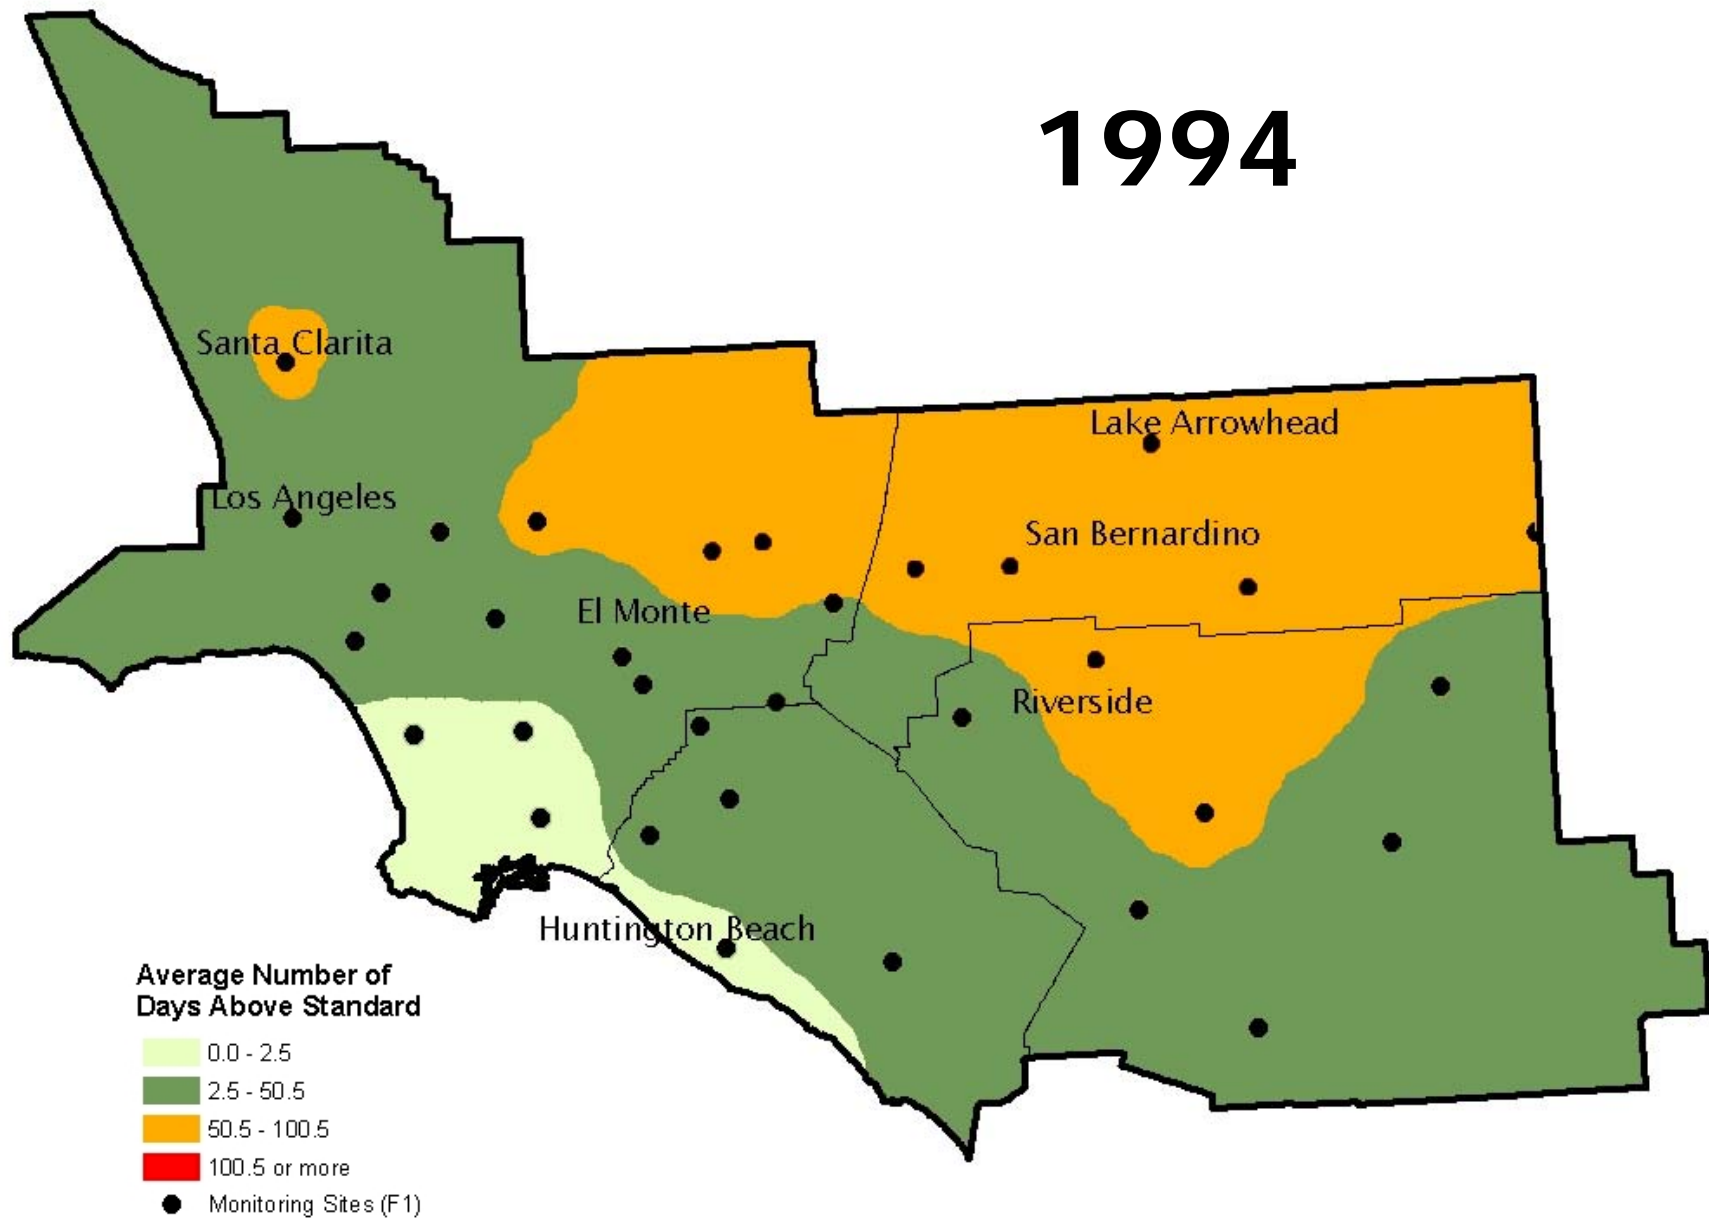 1994
Santa Clarita
Lake Arrowhead
Los Angeles
San Bernardino
El Monte
Riverside
Huntington Beach
Average Number of
Days Above Standard
0.0 - 2.5
2.5 - 50.5
50.5 - 100.5
100.5 or more
Monitoring Sites (F1)